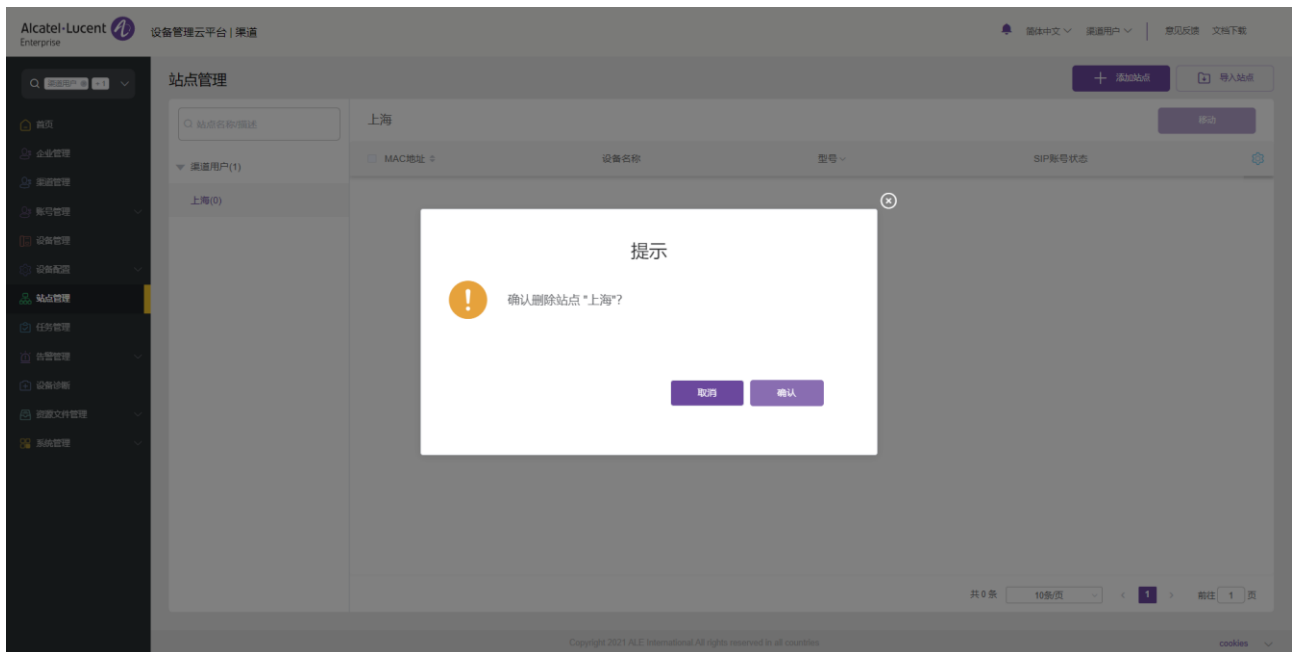 Alcatel·Lucent
Enterprise
设备管理云平台 | 渠道
简体中文
渠道用户
意见反馈
文档下载
渠道用户
+ 1
站点管理
添加站点
导入站点
首页
企业管理
渠道管理
账号管理
设备管理
设备配置
站点管理
任务管理
告警管理
设备诊断
资源文件管理
系统管理
站点名称/描述
渠道用户(1)
上海(0)
上海
移动
MAC地址
设备名称
型号
SIP账号状态
提示
确认删除站点 "上海"?
取消
确认
共 0 条
10条/页
1
前往 1 页
Copyright 2021 ALE International.All rights reserved in all countries
cookies